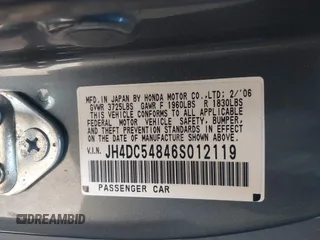 MFD. IN JAPAN BY HONDA MOTOR CO.,LTD; 2/'06
GVWR 3725LBS GAWR F 1960LBS R 1830LBS
THIS VEHICLE CONFORMS TO ALL APPLICABLE
FEDERAL MOTOR VEHICLE SAFETY, BUMPER,
AND THEFT PREVENTION STANDARDS IN EFFECT
ON THE DATE OF MANUFACTURE SHOWN ABOVE.
V.I.N. JH4DC54846S012119
PASSENGER CAR
DREAMBID